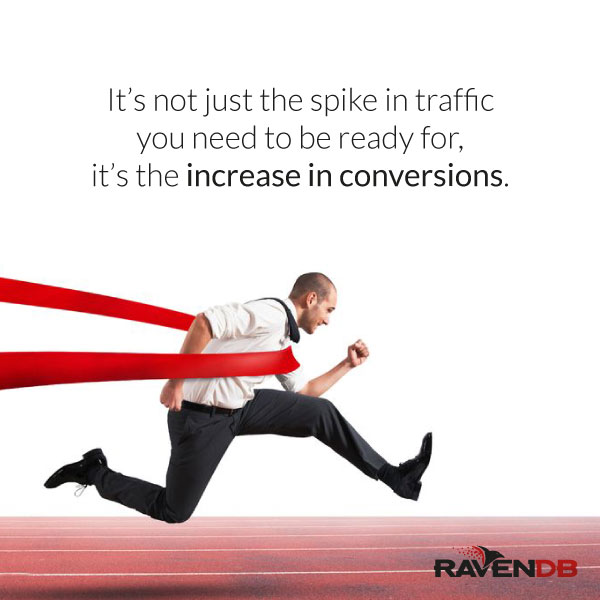 It’s not just the spike in traffic
you need to be ready for,
it’s the increase in conversions.
RAVENDB